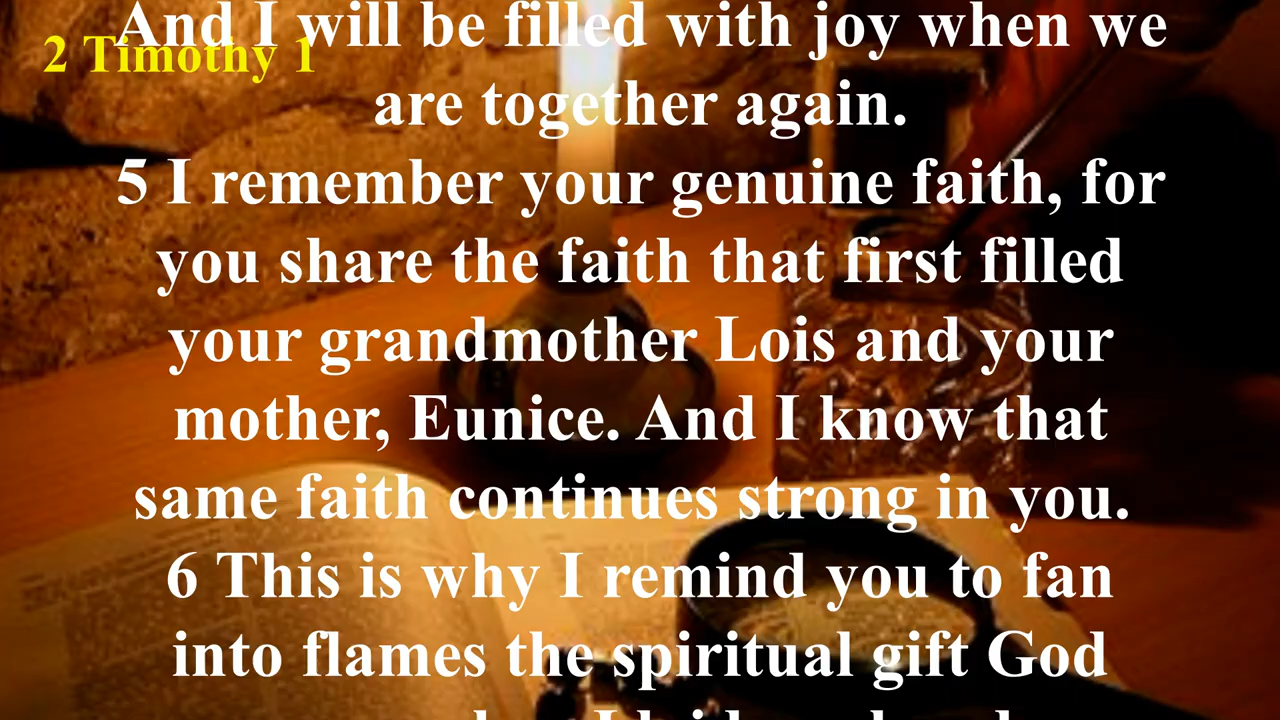 2 Timothy 1
And I will be filled with joy when we
are together again.
5 I remember your genuine faith, for
you share the faith that first filled
your grandmother Lois and your
mother, Eunice. And I know that
same faith continues strong in you.
6 This is why I remind you to fan
into flames the spiritual gift God